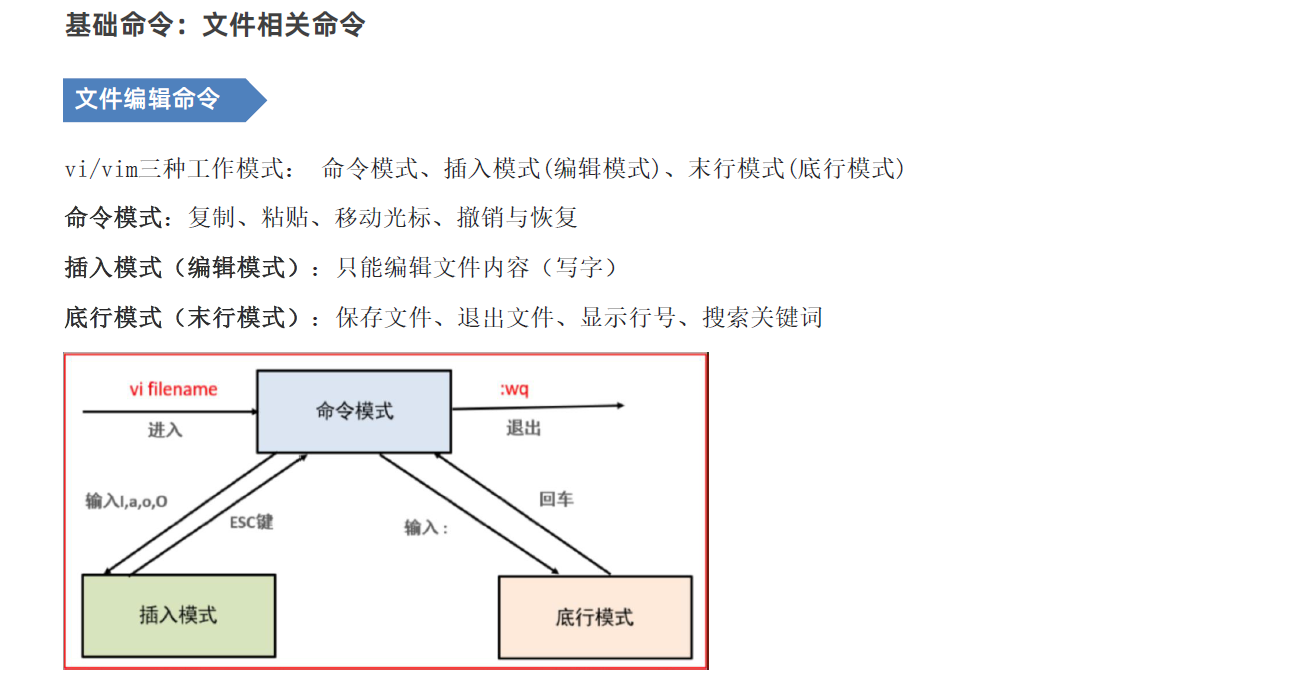 基础命令：文件相关命令
文件编辑命令
vi/vim三种工作模式： 命令模式、插入模式(编辑模式)、末行模式(底行模式)
命令模式：复制、粘贴、移动光标、撤销与恢复
插入模式（编辑模式）：只能编辑文件内容（写字）
底行模式（末行模式）：保存文件、退出文件、显示行号、搜索关键词
vi filename
进入
命令模式
:wq
退出
输入I,a,o,O
ESC键
输入 :
回车
插入模式
底行模式